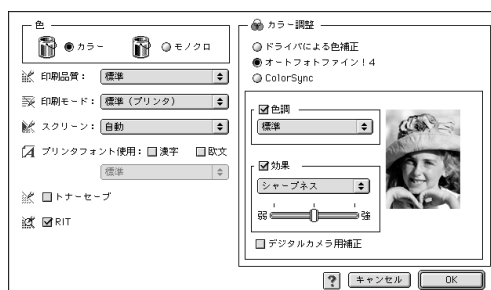 色
カラー
モノクロ
印刷品質： 標準
印刷モード： 標準（プリンタ）
スクリーン： 自動
プリンタフォント使用： 漢字 欧文
標準
トナーセーブ
RIT
カラー調整
ドライバによる色補正
オートフォトファイン！4
ColorSync
色調
標準
効果
シャープネス
弱 強
デジタルカメラ用補正
? キャンセル OK